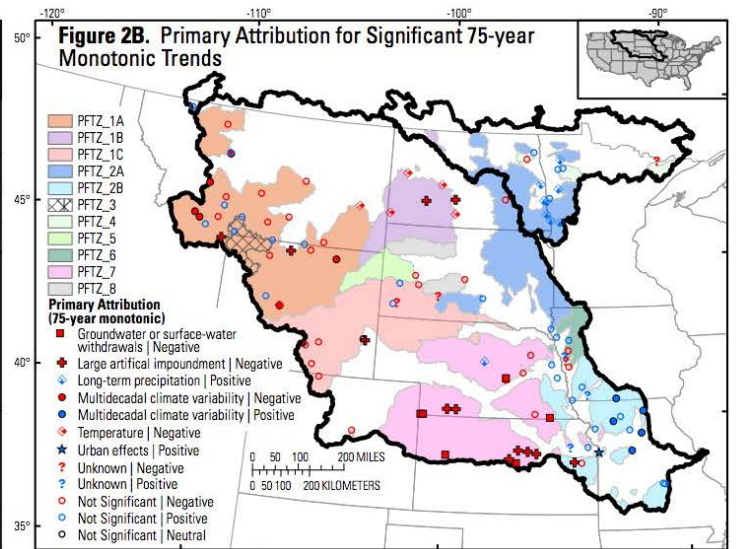 -120°
-110°
-100°
-90°
50°
Figure 2B. Primary Attribution for Significant 75-year
Monotonic Trends
PFTZ_1A
PFTZ_1B
PFTZ_1C
PFTZ_2A
PFTZ_2B
PFTZ_3
PFTZ_4
PFTZ_5
PFTZ_6
PFTZ_7
PFTZ_8
45°
40°
35°
Primary Attribution
(75-year monotonic)
Groundwater or surface-water
withdrawals | Negative
Large artifical impoundment | Negative
Long-term precipitation | Positive
Multidecadal climate variability | Negative
Multidecadal climate variability | Positive
Temperature | Negative
Urban effects | Positive
? Unknown | Negative
? Unknown | Positive
Not Significant | Negative
Not Significant | Positive
Not Significant | Neutral
0 50 100 200 MILES
0 50 100 200 KILOMETERS